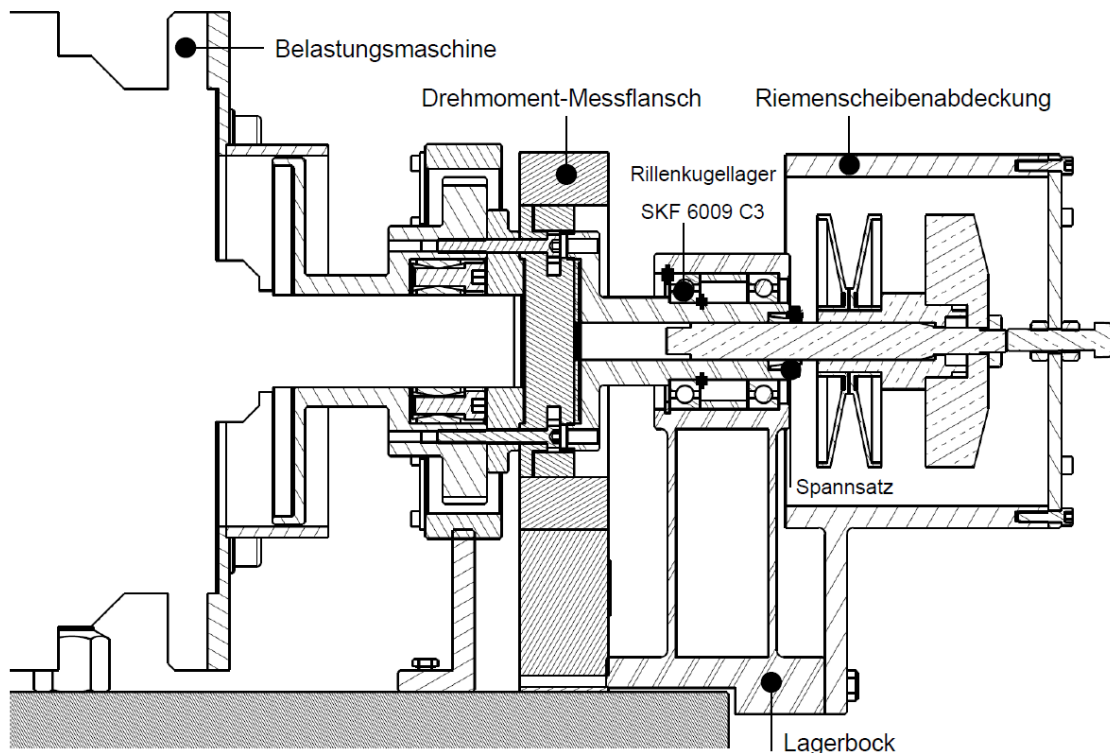 Belastungsmaschine
Drehmoment-Messflansch
Riemenscheibenabdeckung
Rillenkugellager
SKF 6009 C3
Spannsatz
Lagerbock